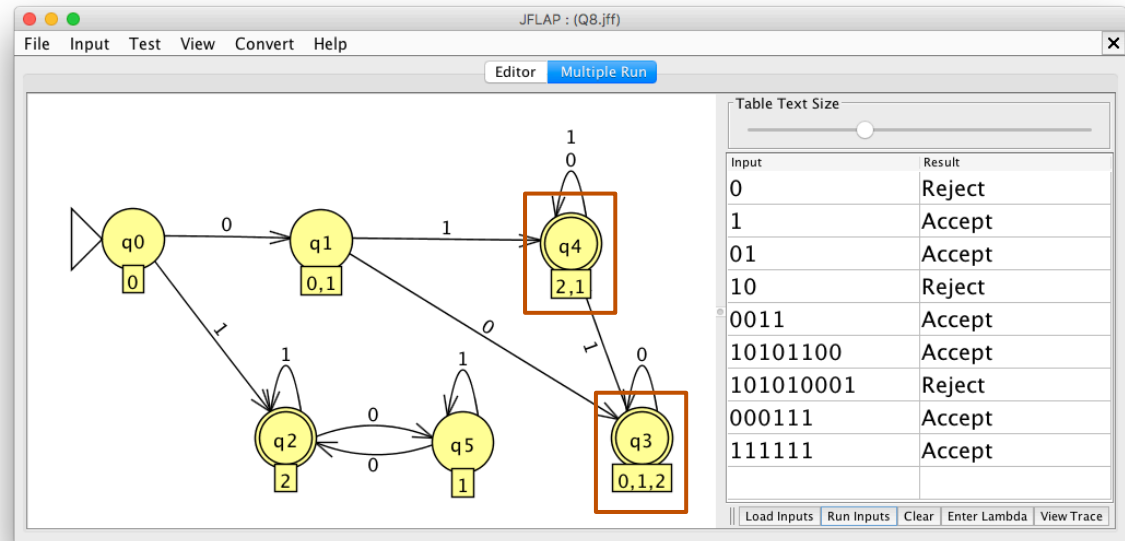 JFLAP : (Q8.jff)
File Input Test View Convert Help
Editor Multiple Run
Table Text Size
Input Result
0 Reject
1 Accept
01 Accept
10 Reject
0011 Accept
10101100 Accept
101010001 Reject
000111 Accept
111111 Accept
Load Inputs Run Inputs Clear Enter Lambda View Trace
1
0
q0 0 q1 1 q4
0 0,1 2,1
1 0 1
1 1 0
q2 0 q5 q3
0
2 1 0,1,2